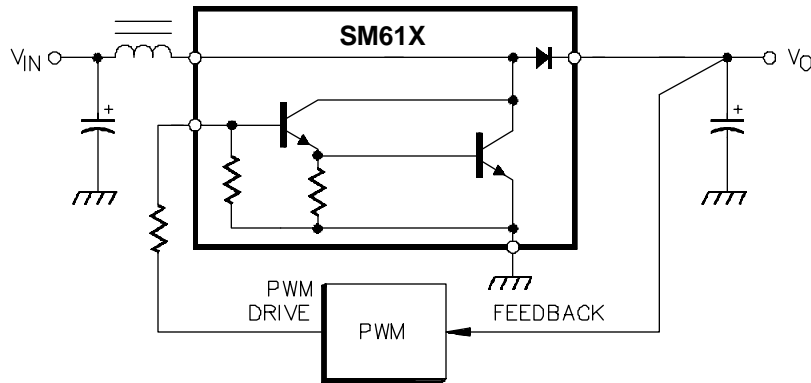 SM61X
VIN
VO
+
+
PWM
DRIVE
PWM
FEEDBACK